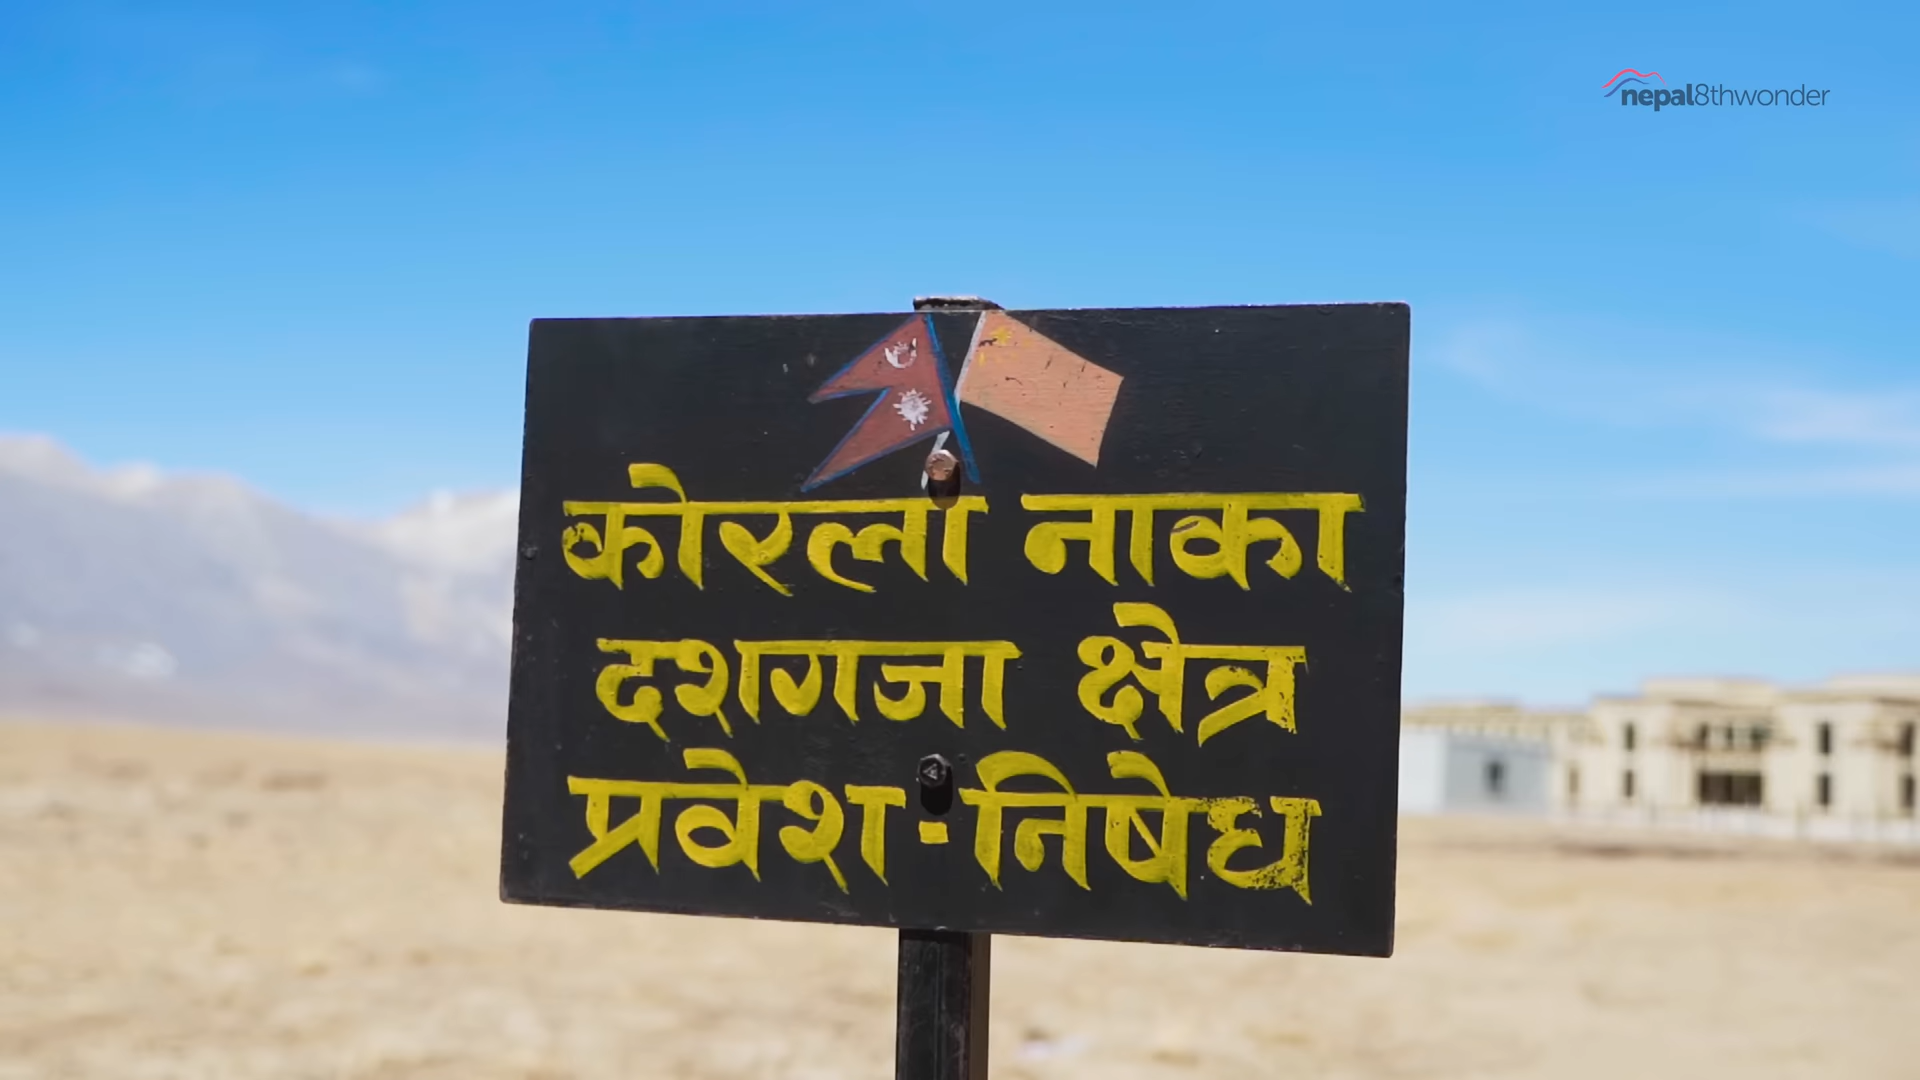 nepal8thwonder
कोरला नाका
दशगजा क्षेत्र
प्रवेश-निषेध